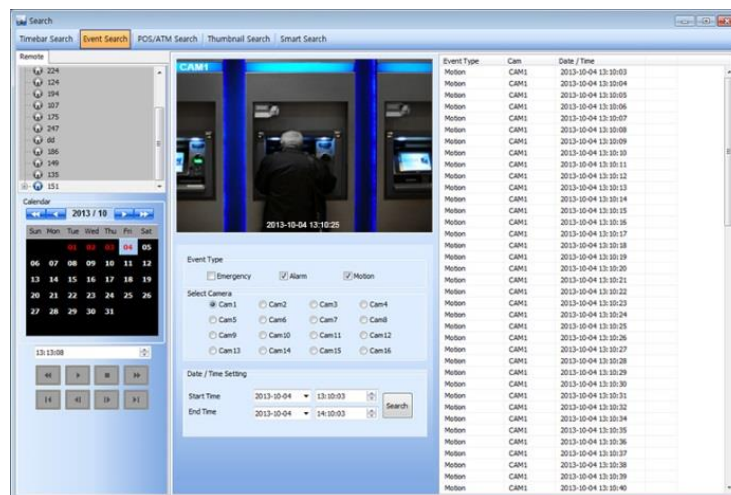 Search
Timebar Search Event Search POS/ATM Search Thumbnail Search Smart Search
Remote
224
124
194
107
175
247
dd
186
149
135
151
Calendar
2013 / 10
Sun Mon Tue Wed Thu Fri Sat
01 02 03 04 05
06 07 08 09 10 11 12
13 14 15 16 17 18 19
20 21 22 23 24 25 26
27 28 29 30 31
13:13:08
CAM1
2013-10-04 13:10:25
Event Type
Emergency Alarm Motion
Select Camera
Cam1 Cam2 Cam3 Cam4
Cam5 Cam6 Cam7 Cam8
Cam9 Cam10 Cam11 Cam12
Cam13 Cam14 Cam15 Cam16
Date / Time Setting
Start Time 2013-10-04 13:10:03
End Time 2013-10-04 14:10:03
Search
Event Type Cam Date / Time
Motion CAM1 2013-10-04 13:10:03
Motion CAM1 2013-10-04 13:10:04
Motion CAM1 2013-10-04 13:10:05
Motion CAM1 2013-10-04 13:10:06
Motion CAM1 2013-10-04 13:10:07
Motion CAM1 2013-10-04 13:10:08
Motion CAM1 2013-10-04 13:10:09
Motion CAM1 2013-10-04 13:10:10
Motion CAM1 2013-10-04 13:10:11
Motion CAM1 2013-10-04 13:10:12
Motion CAM1 2013-10-04 13:10:13
Motion CAM1 2013-10-04 13:10:14
Motion CAM1 2013-10-04 13:10:15
Motion CAM1 2013-10-04 13:10:16
Motion CAM1 2013-10-04 13:10:17
Motion CAM1 2013-10-04 13:10:18
Motion CAM1 2013-10-04 13:10:19
Motion CAM1 2013-10-04 13:10:20
Motion CAM1 2013-10-04 13:10:21
Motion CAM1 2013-10-04 13:10:22
Motion CAM1 2013-10-04 13:10:23
Motion CAM1 2013-10-04 13:10:24
Motion CAM1 2013-10-04 13:10:25
Motion CAM1 2013-10-04 13:10:26
Motion CAM1 2013-10-04 13:10:27
Motion CAM1 2013-10-04 13:10:28
Motion CAM1 2013-10-04 13:10:29
Motion CAM1 2013-10-04 13:10:30
Motion CAM1 2013-10-04 13:10:31
Motion CAM1 2013-10-04 13:10:32
Motion CAM1 2013-10-04 13:10:34
Motion CAM1 2013-10-04 13:10:35
Motion CAM1 2013-10-04 13:10:36
Motion CAM1 2013-10-04 13:10:37
Motion CAM1 2013-10-04 13:10:38
Motion CAM1 2013-10-04 13:10:39
Motion CAM1 2013-10-04 13:10:40